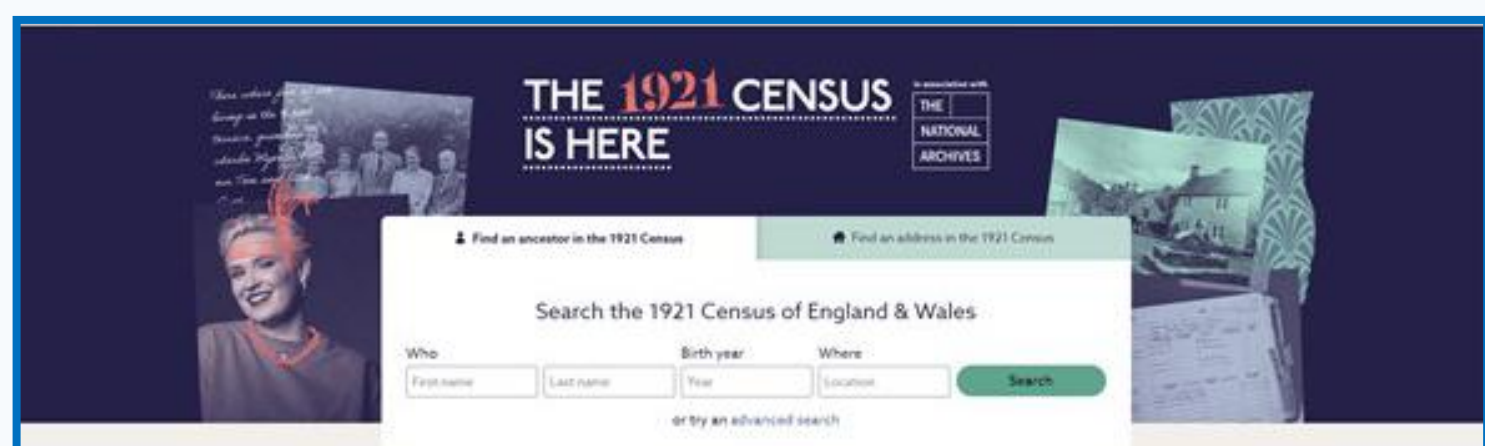 THE 1921 CENSUS
IS HERE
in association with
THE
NATIONAL
ARCHIVES
Find an ancestor in the 1921 Census
Find an address in the 1921 Census
Search the 1921 Census of England & Wales
Who
Birth year
Where
First name
Last name
Year
Location
Search
or try an advanced search